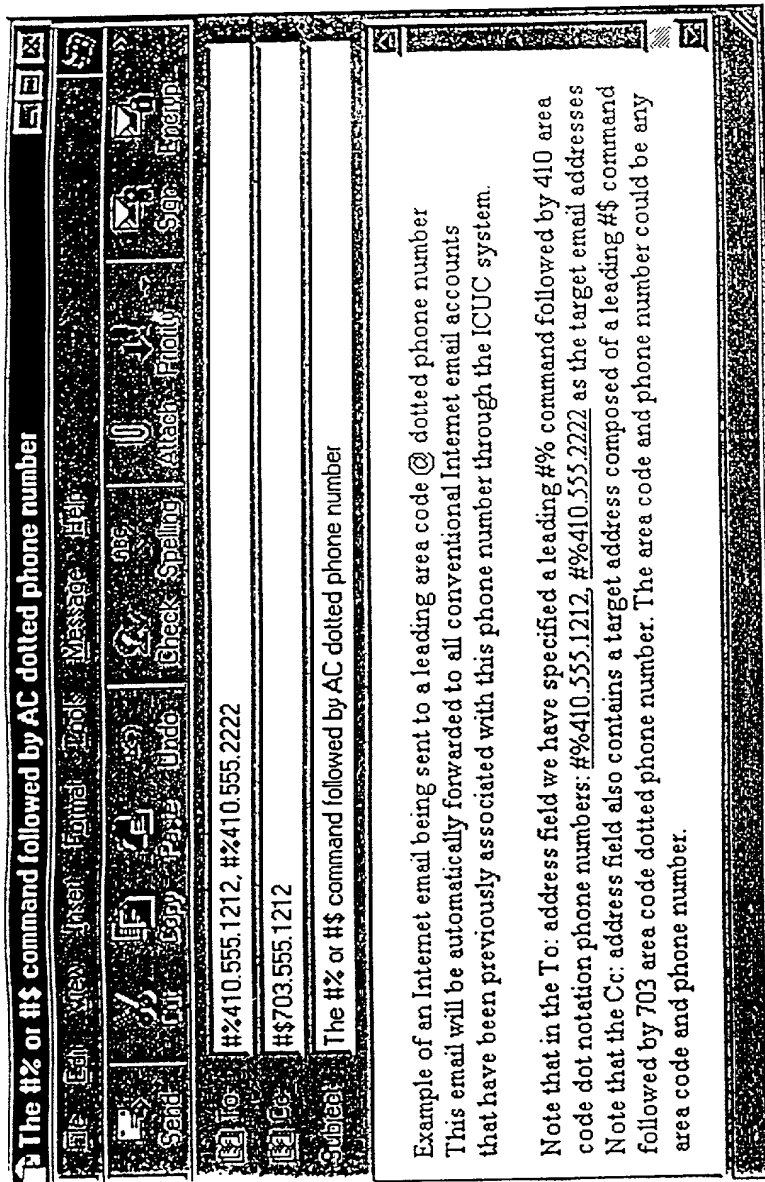 The #% or #$ command followed by AC dotted phone number
File Edit View Insert Format Tools Message Help
Send Cut Copy Paste Undo Check Spelling Attach Priority Sign Encryp...
To: #%410.555.1212, #%410.555.2222
Cc: #$703.555.1212
Subject: The #% or #$ command followed by AC dotted phone number
Example of an Internet email being sent to a leading area code @ dotted phone number
This email will be automatically forwarded to all conventional Internet email accounts
that have been previously associated with this phone number through the ICUC system.
Note that in the To: address field we have specified a leading #% command followed by 410 area
code dot notation phone numbers: #%410.555.1212, #%410.555.2222 as the target email addresses
Note that the Cc: address field also contains a target address composed of a leading #$ command
followed by 703 area code dotted phone number. The area code and phone number could be any
area code and phone number.